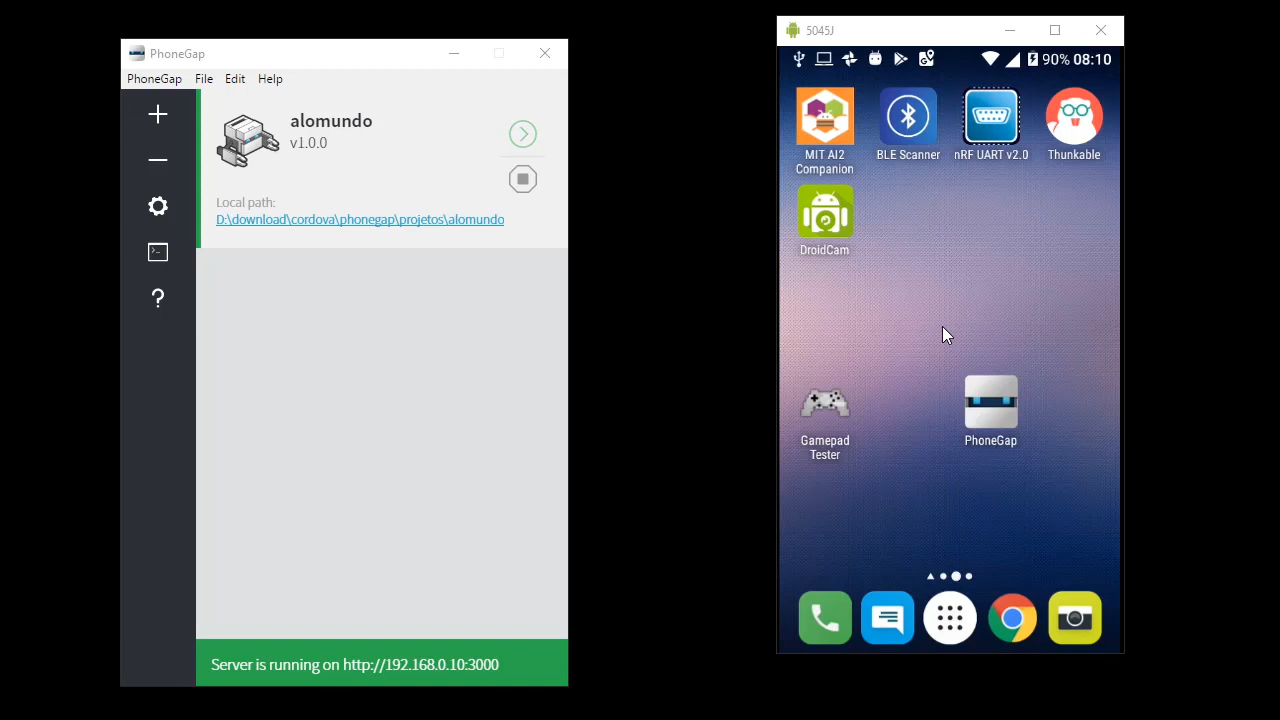 PhoneGap
PhoneGap File Edit Help
alomundo
v1.0.0
Local path:
D:\download\cordova\phonegap\projetos\alomundo
Server is running on http://192.168.0.10:3000
5045J
90% 08:10
MIT AI2
Companion
BLE Scanner
nRF UART v2.0
Thunkable
DroidCam
Gamepad
Tester
PhoneGap